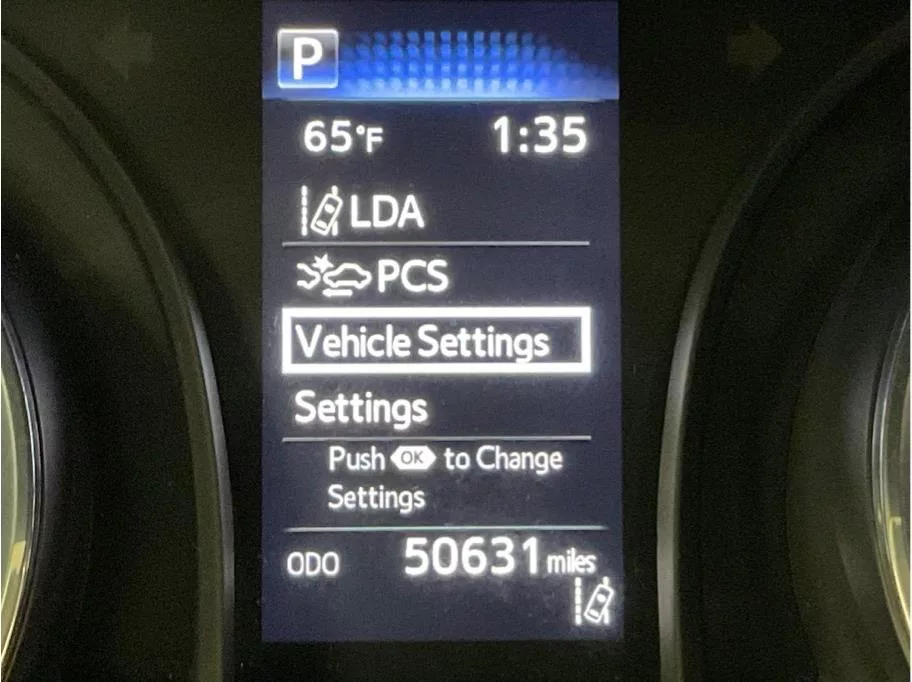 P
65°F 1:35
LDA
PCS
Vehicle Settings
Settings
Push OK to Change
Settings
ODO 50631 miles